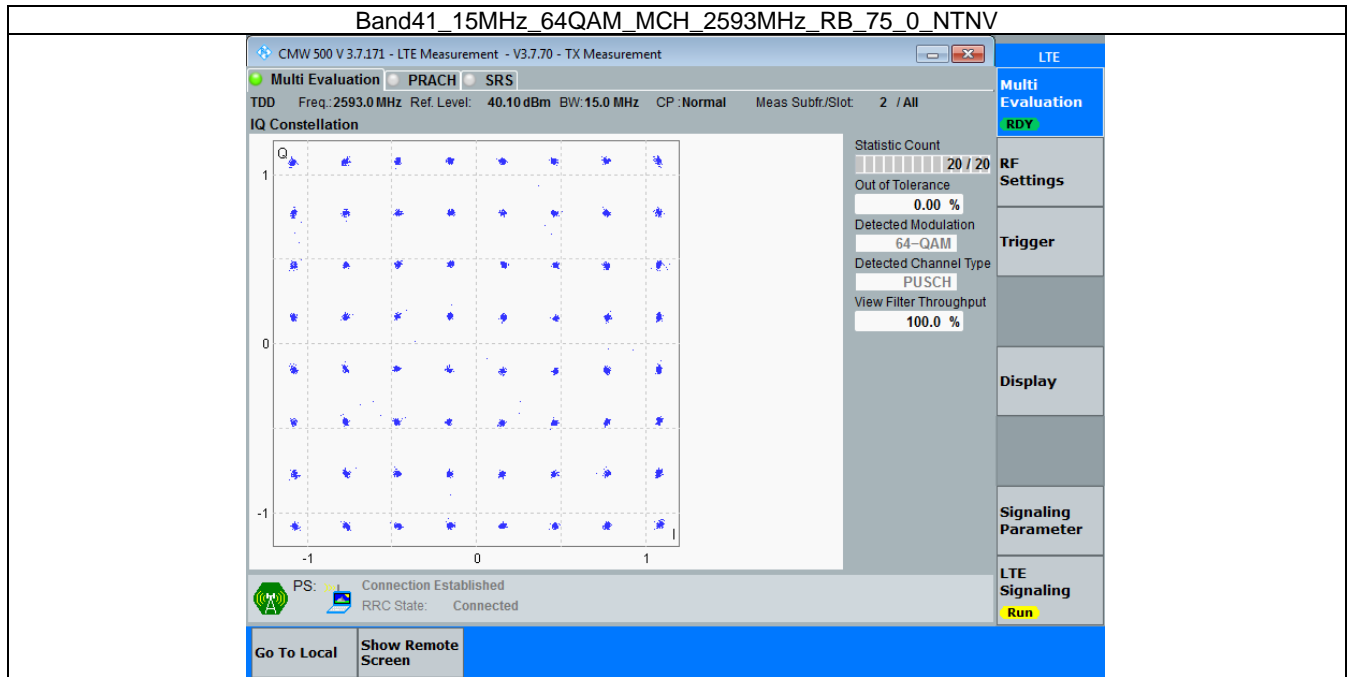 Band41_15MHz_64QAM_MCH_2593MHz_RB_75_0_NTNV
CMW 500 V 3.7.171 - LTE Measurement - V3.7.70 - TX Measurement
LTE
Multi Evaluation PRACH SRS
TDD Freq.: 2593.0 MHz Ref. Level: 40.10 dBm BW: 15.0 MHz CP : Normal Meas Subfr./Slot: 2 / All
IQ Constellation
Q
1
0
-1
-1 0 1
I
Statistic Count
20 / 20
Out of Tolerance
0.00 %
Detected Modulation
64-QAM
Detected Channel Type
PUSCH
View Filter Throughput
100.0 %
Multi
Evaluation
RDY
RF
Settings
Trigger
Display
Signaling
Parameter
LTE
Signaling
Run
PS: Connection Established
RRC State: Connected
Go To Local
Show Remote
Screen